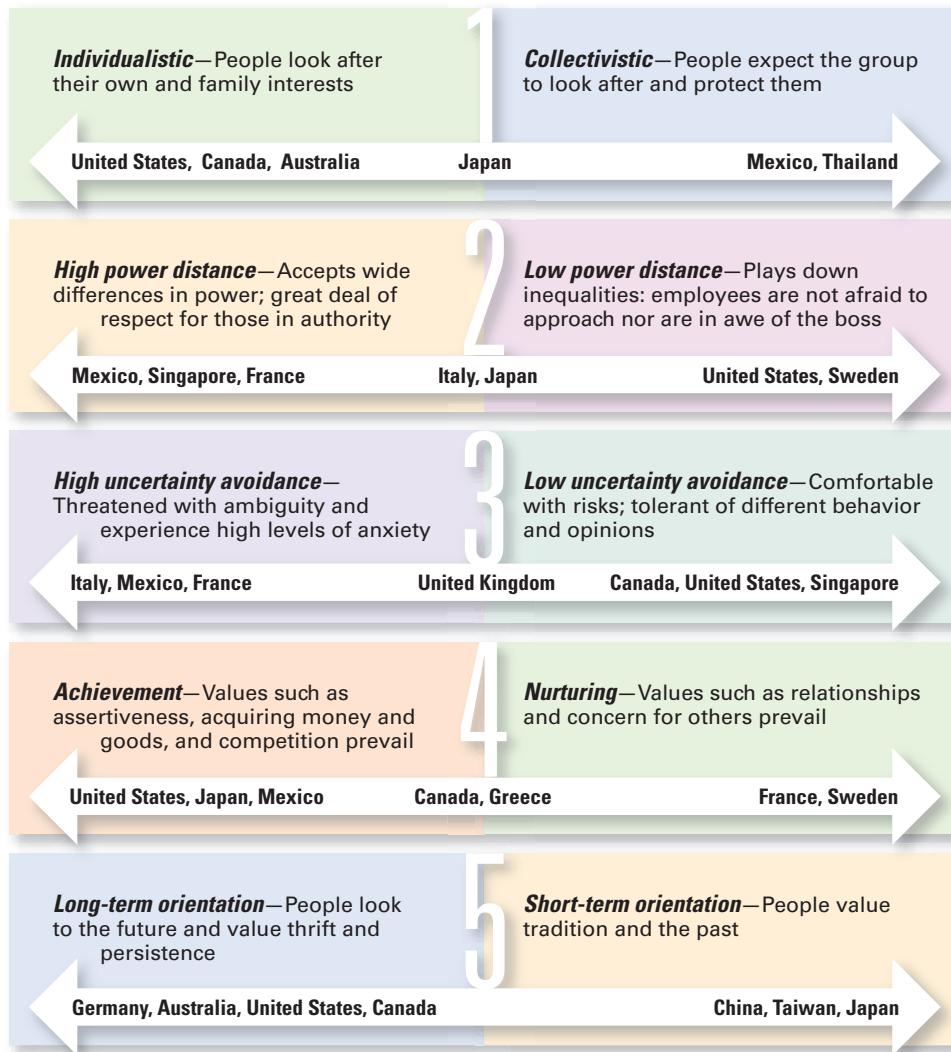 1
Individualistic—People look after
their own and family interests
Collectivistic—People expect the group
to look after and protect them
United States, Canada, Australia
Japan
Mexico, Thailand
2
High power distance—Accepts wide
differences in power; great deal of
respect for those in authority
Low power distance—Plays down
inequalities: employees are not afraid to
approach nor are in awe of the boss
Mexico, Singapore, France
Italy, Japan
United States, Sweden
3
High uncertainty avoidance—
Threatened with ambiguity and
experience high levels of anxiety
Low uncertainty avoidance—Comfortable
with risks; tolerant of different behavior
and opinions
Italy, Mexico, France
United Kingdom
Canada, United States, Singapore
4
Achievement—Values such as
assertiveness, acquiring money and
goods, and competition prevail
Nurturing—Values such as relationships
and concern for others prevail
United States, Japan, Mexico
Canada, Greece
France, Sweden
5
Long-term orientation—People look
to the future and value thrift and
persistence
Short-term orientation—People value
tradition and the past
Germany, Australia, United States, Canada
China, Taiwan, Japan